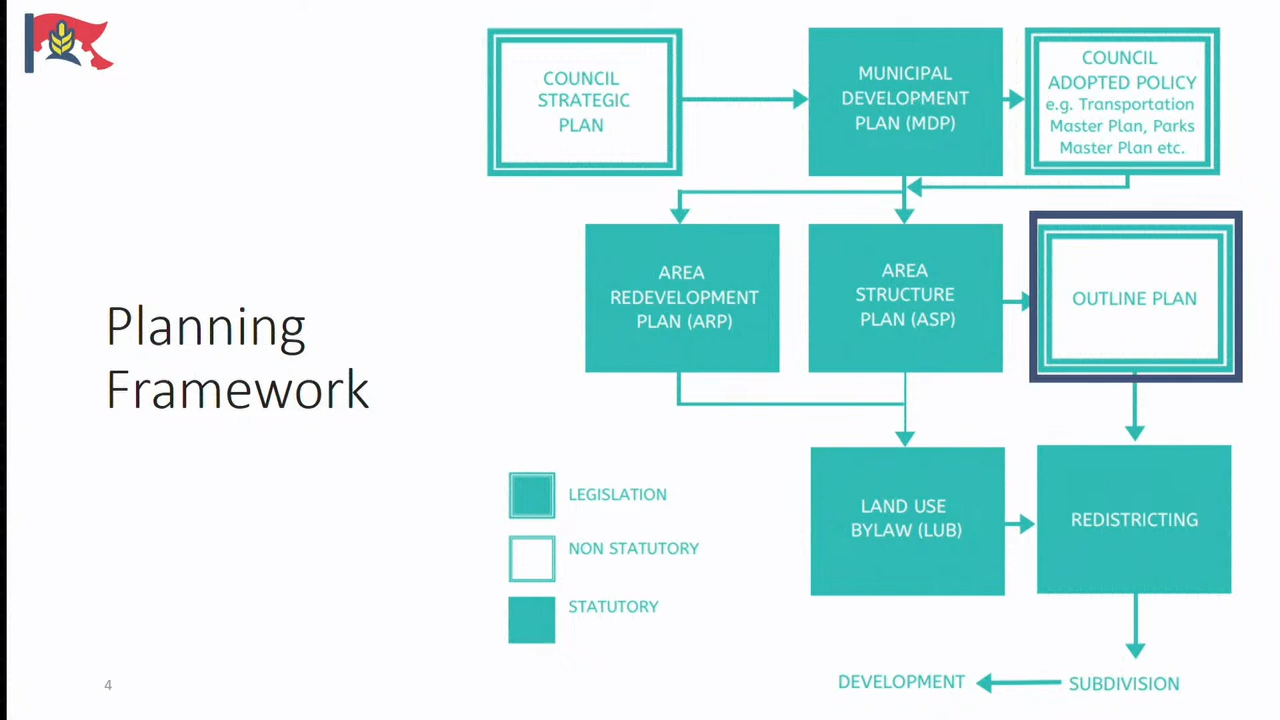 Planning
Framework
COUNCIL
STRATEGIC
PLAN
MUNICIPAL
DEVELOPMENT
PLAN (MDP)
COUNCIL
ADOPTED POLICY
e.g. Transportation
Master Plan, Parks
Master Plan etc.
AREA
REDEVELOPMENT
PLAN (ARP)
AREA
STRUCTURE
PLAN (ASP)
OUTLINE PLAN
LAND USE
BYLAW (LUB)
REDISTRICTING
LEGISLATION
NON STATUTORY
STATUTORY
DEVELOPMENT
SUBDIVISION
4